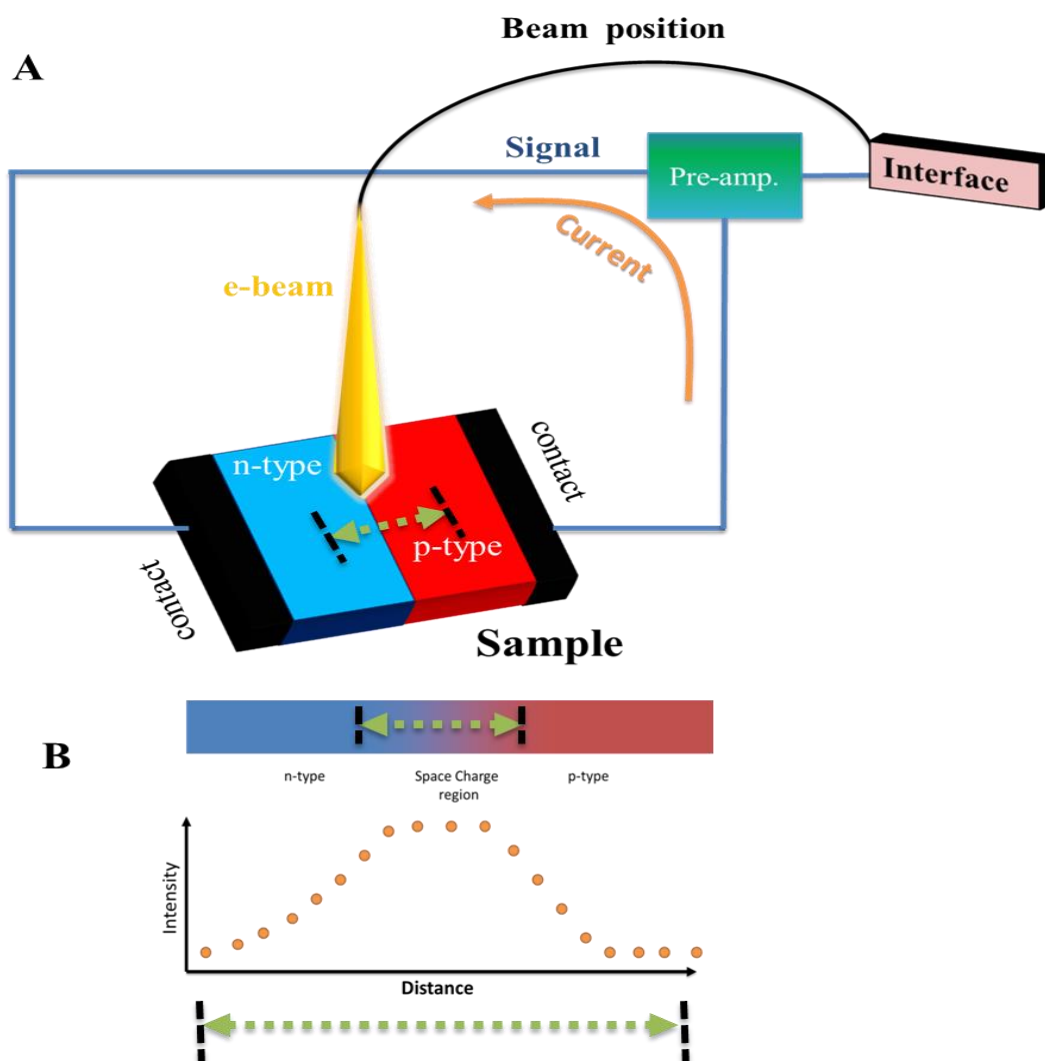 Beam position
A
Signal
Pre-amp.
Interface
Current
e-beam
n-type
contact
p-type
contact
Sample
B
n-type
Space Charge
region
p-type
Intensity
Distance